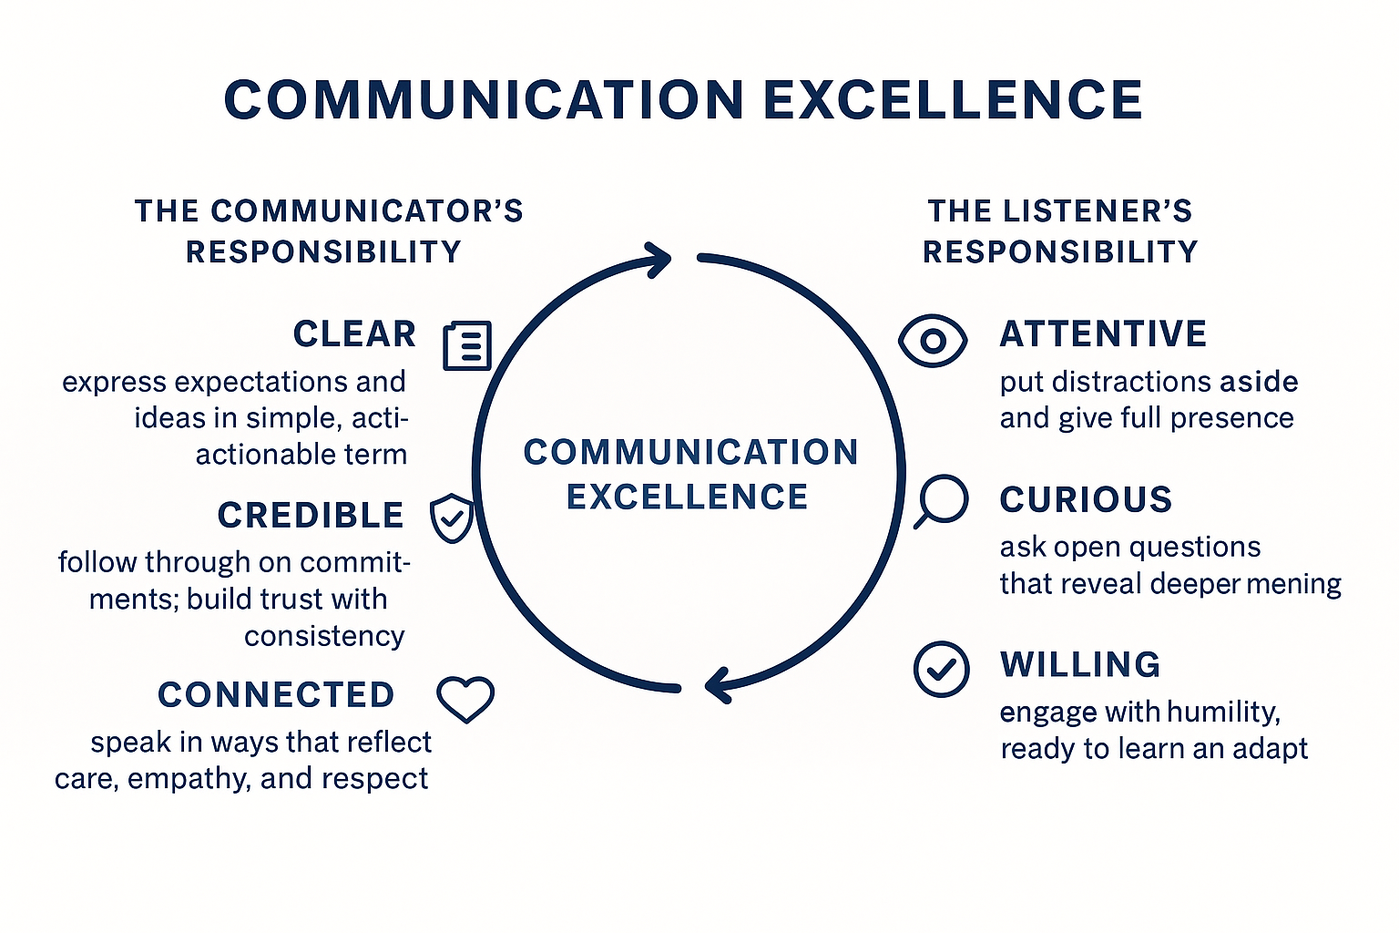 COMMUNICATION EXCELLENCE
THE COMMUNICATOR'S
RESPONSIBILITY
CLEAR
express expectations and
ideas in simple, acti-
actionable term
CREDIBLE
follow through on commit-
ments; build trust with
consistency
CONNECTED
speak in ways that reflect
care, empathy, and respect
COMMUNICATION
EXCELLENCE
THE LISTENER'S
RESPONSIBILITY
ATTENTIVE
put distractions aside
and give full presence
CURIOUS
ask open questions
that reveal deeper mening
WILLING
engage with humility,
ready to learn an adapt